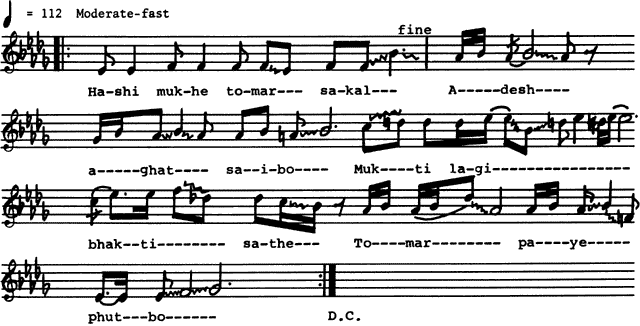 = 112 Moderate-fast
fine
Ha-shi muk-he to-mar--- sa-kal--- A-----desh----
a-----ghat---- sa--i-bo---- Muk---ti la-gi-----------------
bhak-ti-------- sa-the--- To---mar-------- pa---ye-----
phut--bo------ D.C.